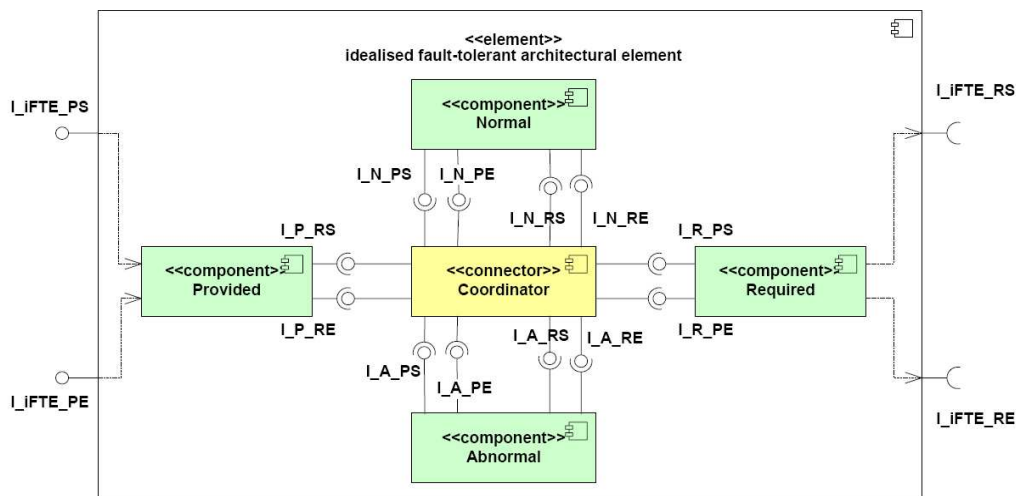 <<element>>
idealised fault-tolerant architectural element
I_iFTE_PS
I_iFTE_RS
<<component>>
Normal
I_N_PS
I_N_PE
I_N_RS
I_N_RE
I_P_RS
I_R_PS
<<component>>
Provided
<<connector>>
Coordinator
<<component>>
Required
I_P_RE
I_R_PE
I_A_PS
I_A_PE
I_A_RS
I_A_RE
I_iFTE_PE
I_iFTE_RE
<<component>>
Abnormal